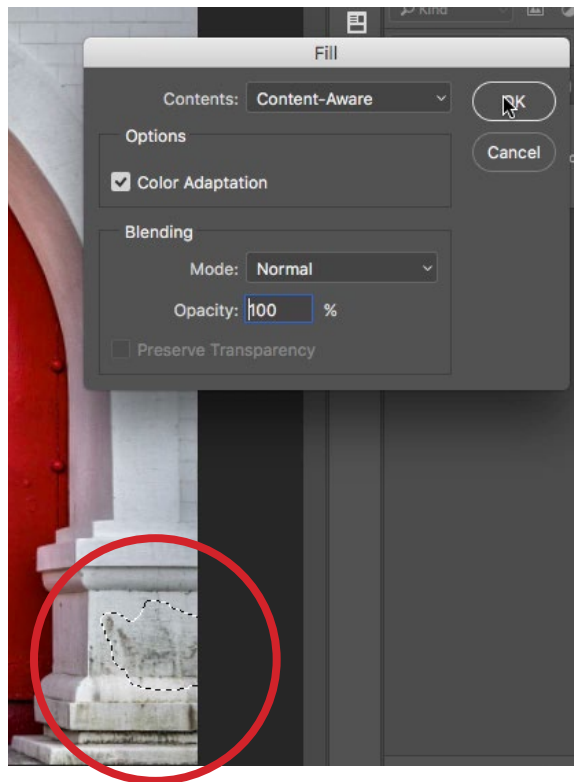 Kind
Fill
Contents: Content-Aware
OK
Options
Cancel
Color Adaptation
Blending
Mode: Normal
Opacity: 100 %
Preserve Transparency